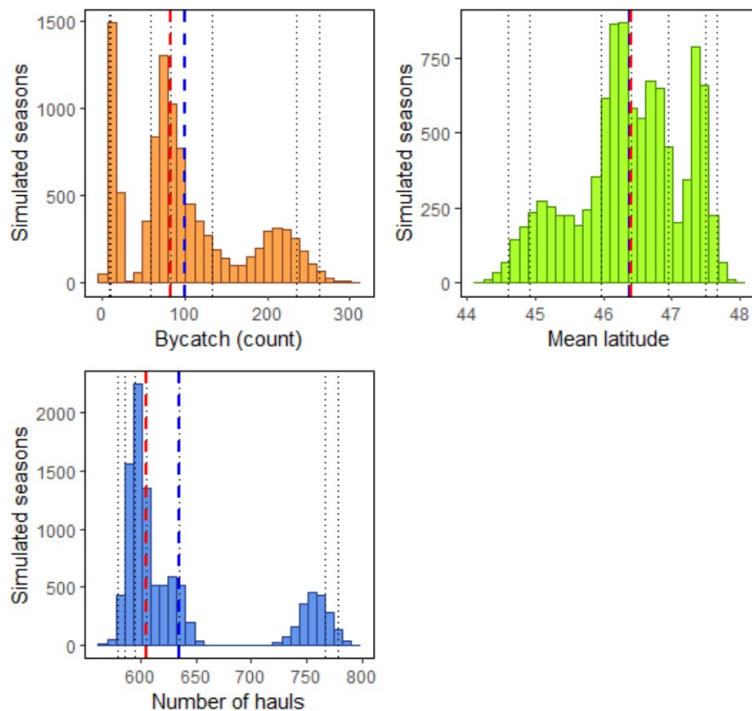 Simulated seasons
1500
1000
500
0
0 100 200 300
Bycatch (count)
Simulated seasons
750
500
250
0
44 45 46 47 48
Mean latitude
Simulated seasons
2000
1500
1000
500
0
600 650 700 750 800
Number of hauls